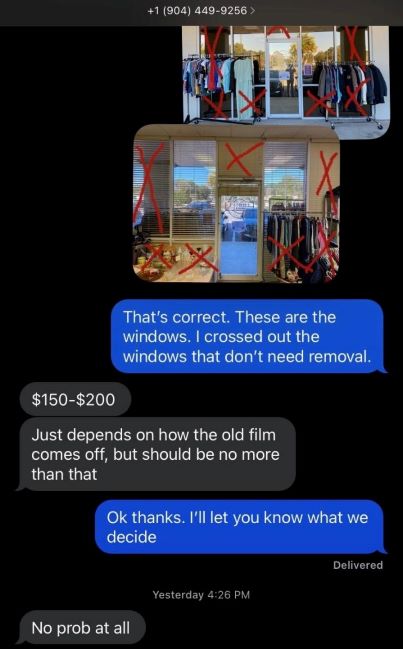 +1 (904) 449-9256 >
That's correct. These are the
windows. I crossed out the
windows that don't need removal.
$150-$200
Just depends on how the old film
comes off, but should be no more
than that
Ok thanks. I'll let you know what we
decide
Delivered
Yesterday 4:26 PM
No prob at all